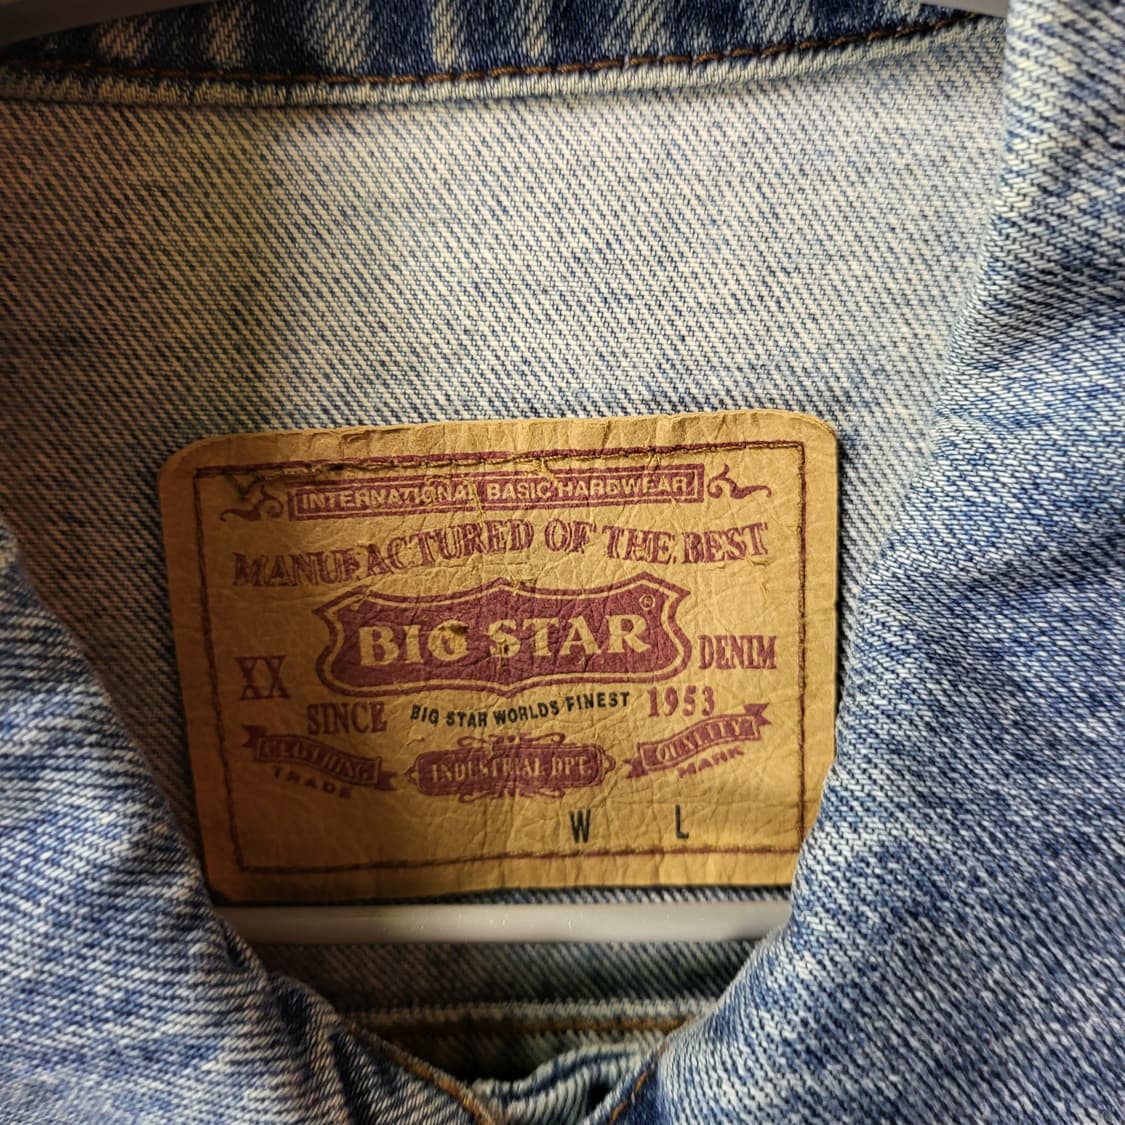 INTERNATIONAL BASIC HARDWEAR
MANUFACTURED OF THE BEST
BIG STAR®
XX DENIM
SINCE BIG STAR WORLDS FINEST 1953
CLOTHING INDUSTRIAL DPT. QUALITY
TRADE MARK
W L